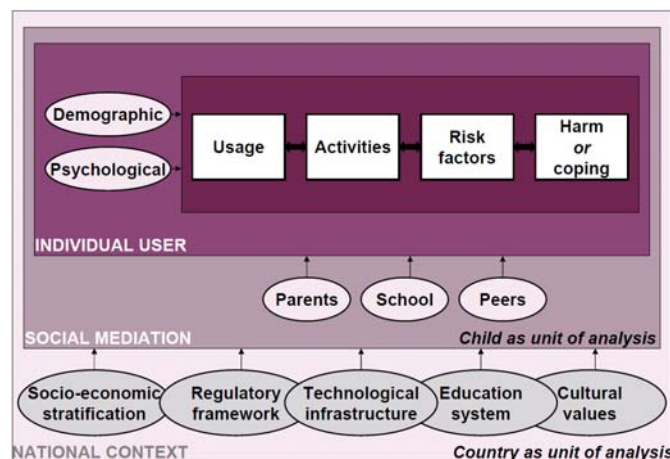 Demographic
Psychological
Usage
Activities
Risk
factors
Harm
or
coping
INDIVIDUAL USER
Parents
School
Peers
SOCIAL MEDIATION
Child as unit of analysis
Socio-economic
stratification
Regulatory
framework
Technological
infrastructure
Education
system
Cultural
values
NATIONAL CONTEXT
Country as unit of analysis